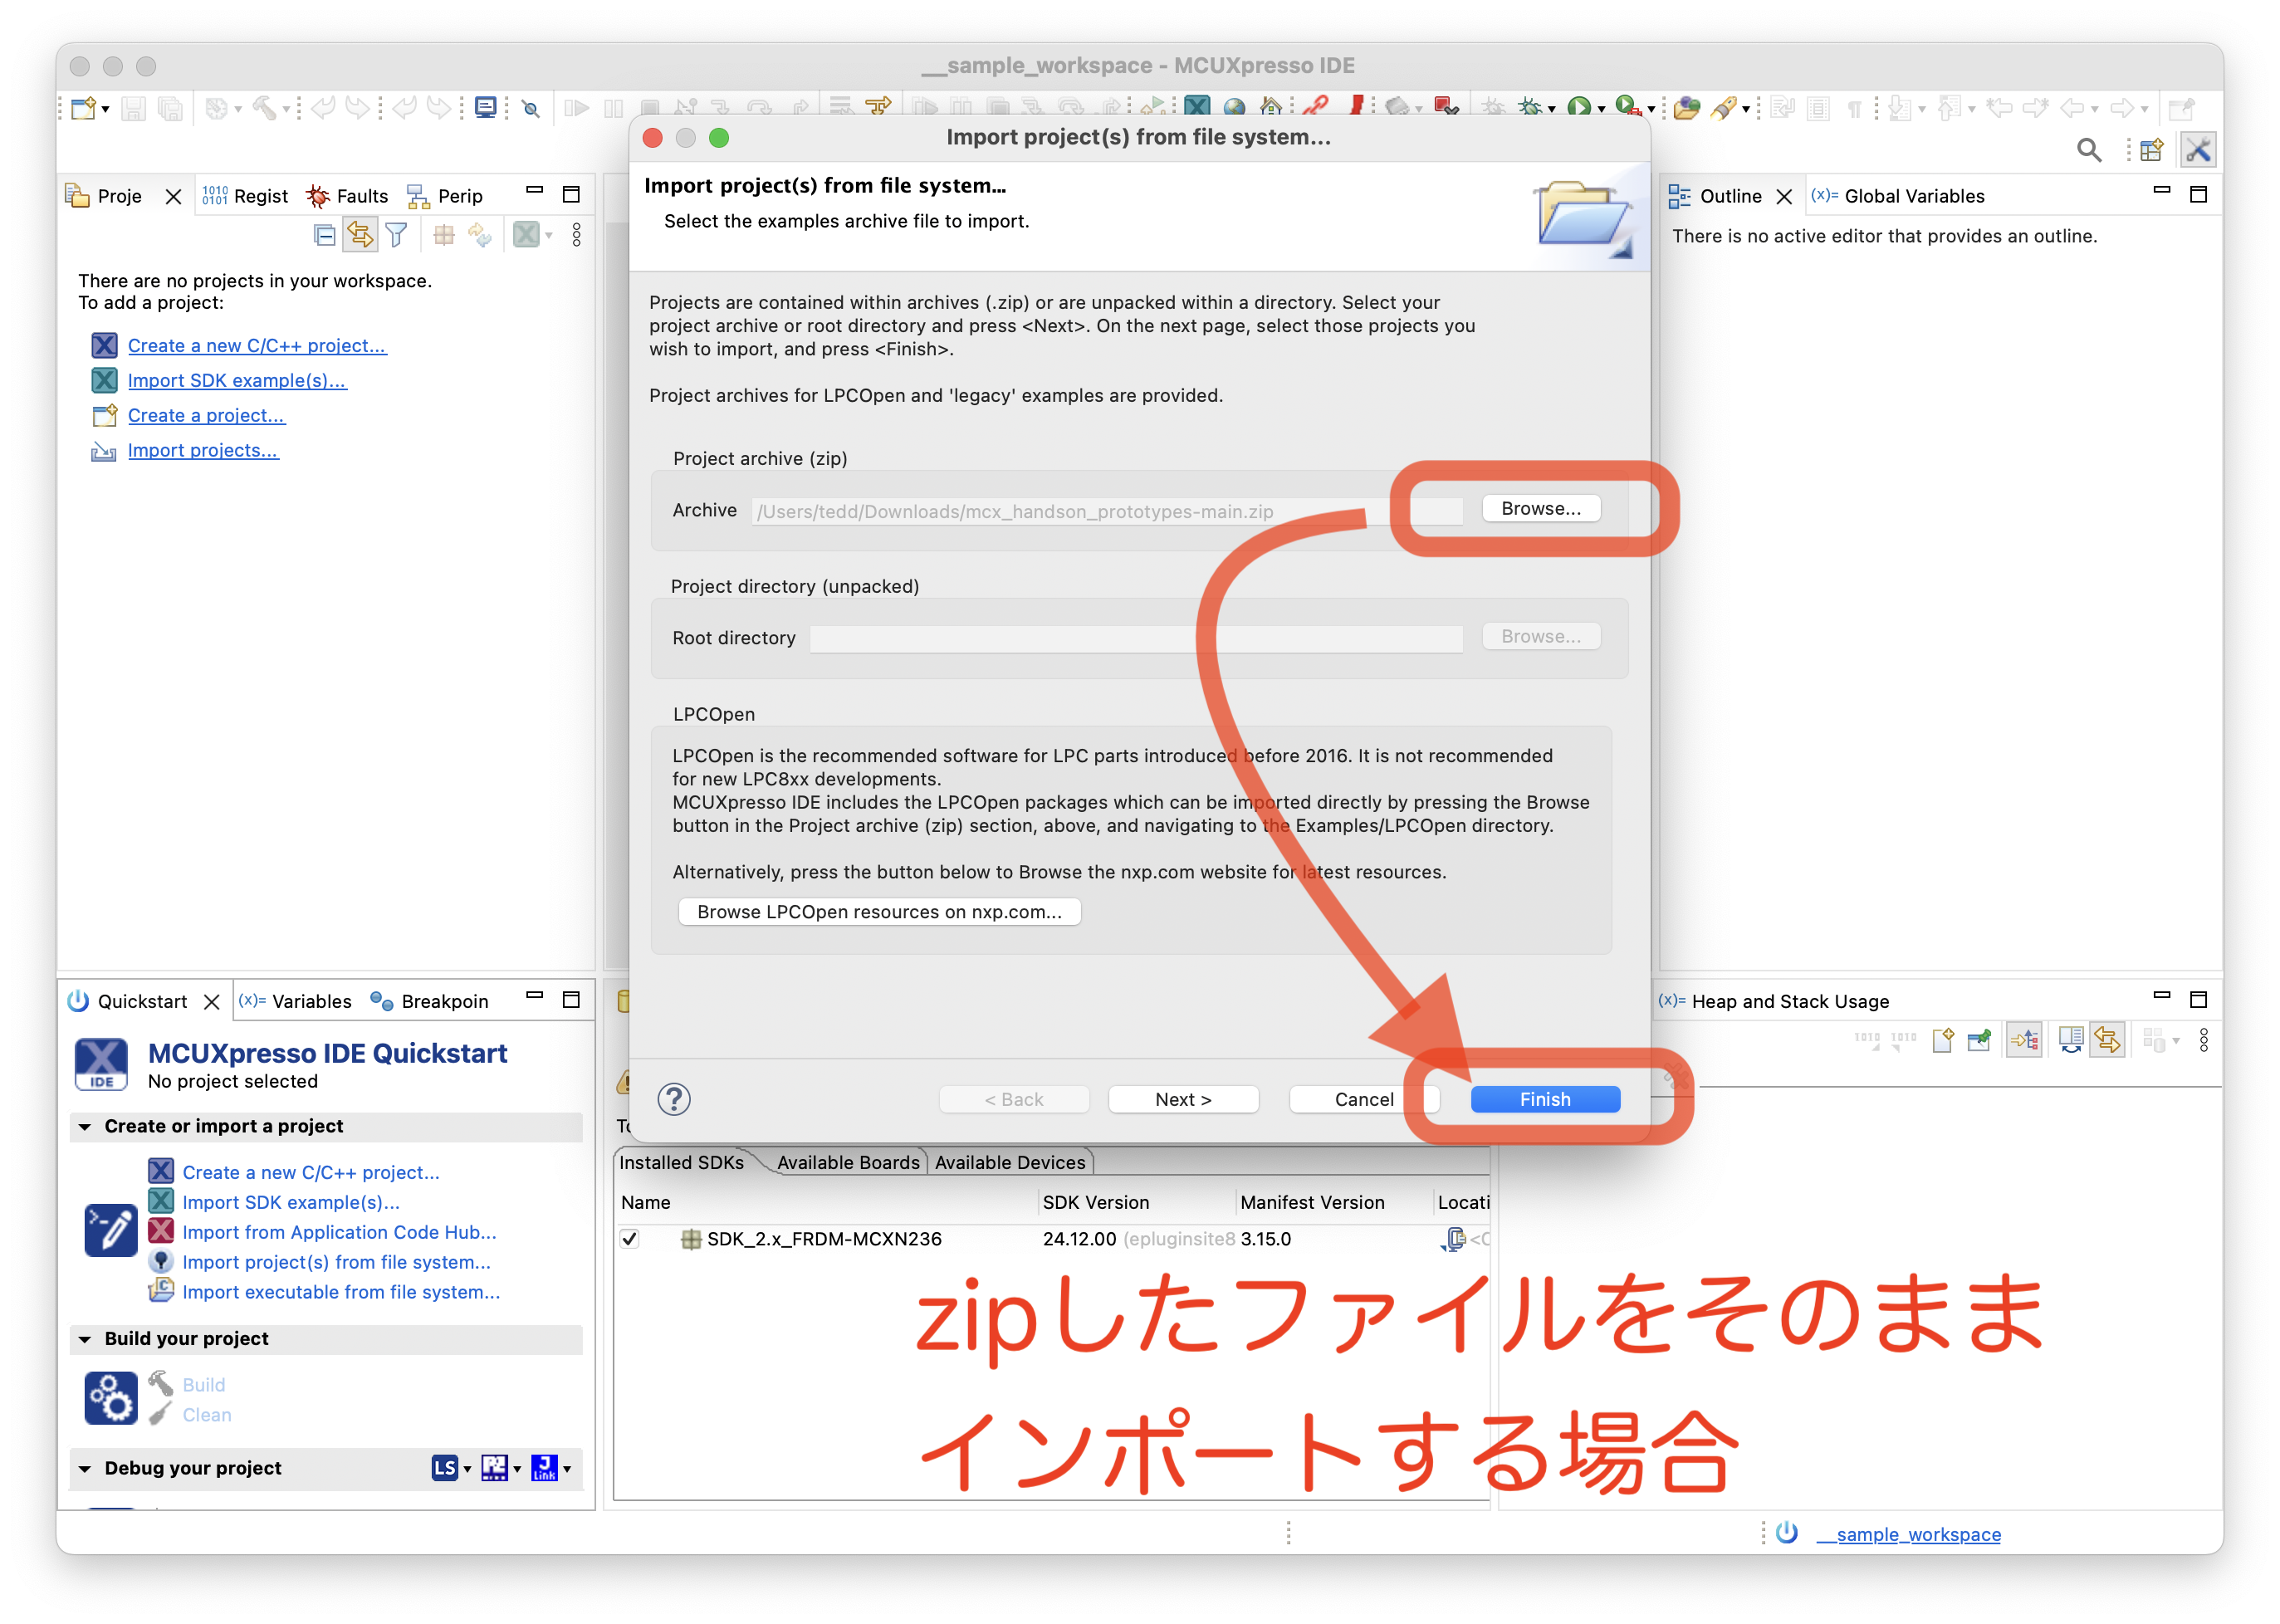 __sample_workspace - MCUXpresso IDE
Proje
Regist
Faults
Perip
There are no projects in your workspace.
To add a project:
Create a new C/C++ project...
Import SDK example(s)...
Create a project...
Import projects...
Import project(s) from file system...
Import project(s) from file system...
Select the examples archive file to import.
Projects are contained within archives (.zip) or are unpacked within a directory. Select your
project archive or root directory and press <Next>. On the next page, select those projects you
wish to import, and press <Finish>.
Project archives for LPCOpen and 'legacy' examples are provided.
Project archive (zip)
Archive /Users/tedd/Downloads/mcx_handson_prototypes-main.zip Browse...
Project directory (unpacked)
Root directory Browse...
LPCOpen
LPCOpen is the recommended software for LPC parts introduced before 2016. It is not recommended
for new LPC8xx developments.
MCUXpresso IDE includes the LPCOpen packages which can be imported directly by pressing the Browse
button in the Project archive (zip) section, above, and navigating to the Examples/LPCOpen directory.
Alternatively, press the button below to Browse the nxp.com website for latest resources.
Browse LPCOpen resources on nxp.com...
< Back Next > Cancel Finish
Outline
(x)= Global Variables
There is no active editor that provides an outline.
Quickstart
(x)= Variables
Breakpoin
IDE
MCUXpresso IDE Quickstart
No project selected
Create or import a project
Create a new C/C++ project...
Import SDK example(s)...
Import from Application Code Hub...
Import project(s) from file system...
Import executable from file system...
Build your project
Build
Clean
Debug your project
LS
Link
Installed SDKs Available Boards Available Devices
Name SDK Version Manifest Version Locati
SDK_2.x_FRDM-MCXN236 24.12.00 (epluginsite8 3.15.0 <C
(x)= Heap and Stack Usage
zipしたファイルをそのまま
インポートする場合
__sample_workspace